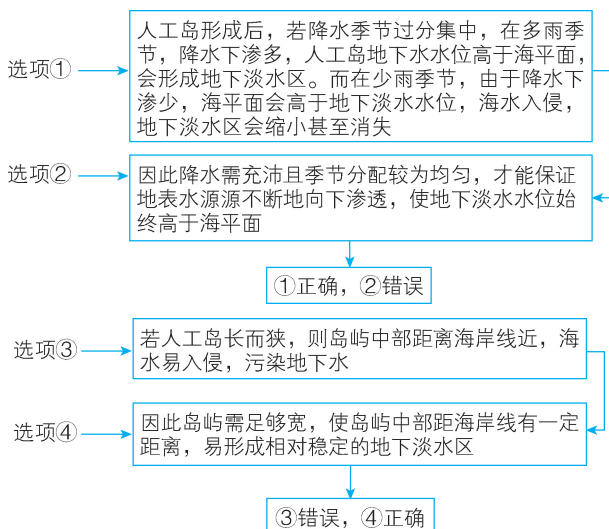 选项①
人工岛形成后，若降水季节过分集中，在多雨季
节，降水下渗多，人工岛地下水水位高于海平面，
会形成地下淡水区。而在少雨季节，由于降水下
渗少，海平面会高于地下淡水水位，海水入侵，
地下淡水区会缩小甚至消失
选项②
因此降水需充沛且季节分配较为均匀，才能保证
地表水源源不断地向下渗透，使地下淡水水位始
终高于海平面
①正确，②错误
选项③
若人工岛长而狭，则岛屿中部距离海岸线近，海
水易入侵，污染地下水
选项④
因此岛屿需足够宽，使岛屿中部距海岸线有一定
距离，易形成相对稳定的地下淡水区
③错误，④正确